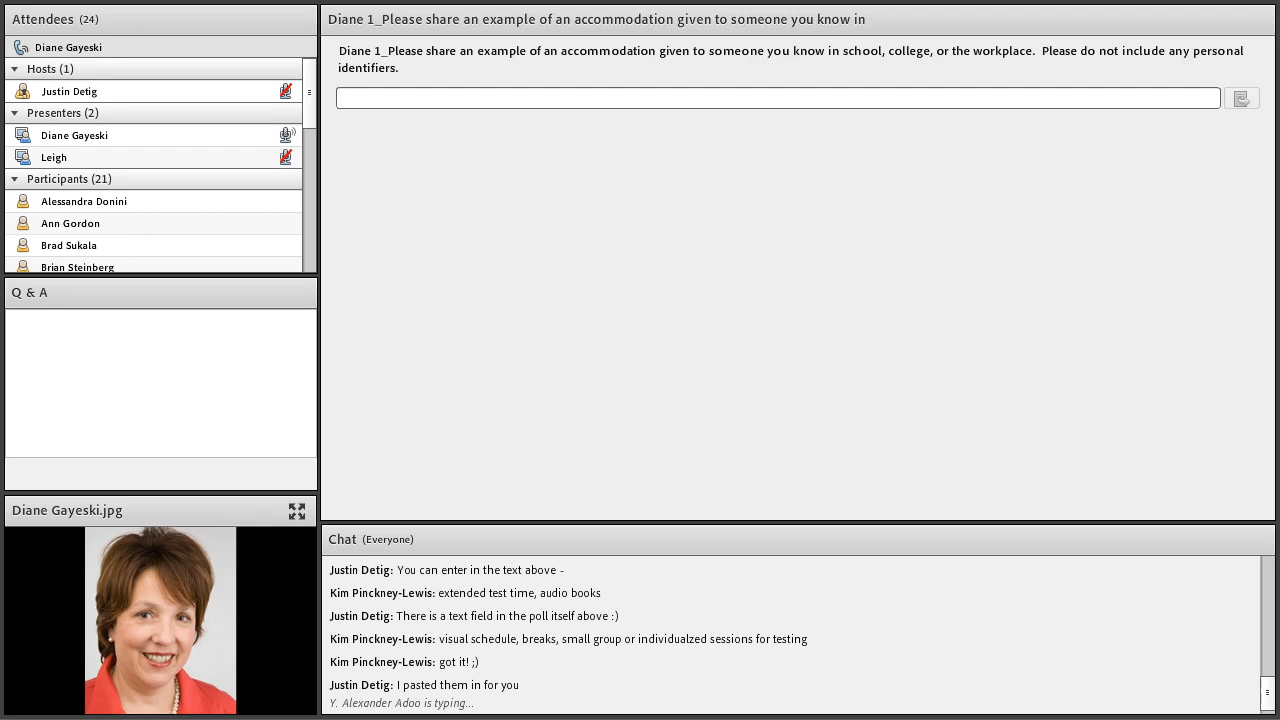 Attendees (24)
Diane Gayeski
Hosts (1)
Justin Detig
Presenters (2)
Diane Gayeski
Leigh
Participants (21)
Alessandra Donini
Ann Gordon
Brad Sukala
Brian Steinberg
Q & A
Diane Gayeski.jpg
Diane 1_Please share an example of an accommodation given to someone you know in
Diane 1_Please share an example of an accommodation given to someone you know in school, college, or the workplace.  Please do not include any personal
identifiers.
Chat (Everyone)
Justin Detig: You can enter in the text above -
Kim Pinckney-Lewis: extended test time, audio books
Justin Detig: There is a text field in the poll itself above :)
Kim Pinckney-Lewis: visual schedule, breaks, small group or individualzed sessions for testing
Kim Pinckney-Lewis: got it! ;)
Justin Detig: I pasted them in for you
Y. Alexander Adoo is typing...